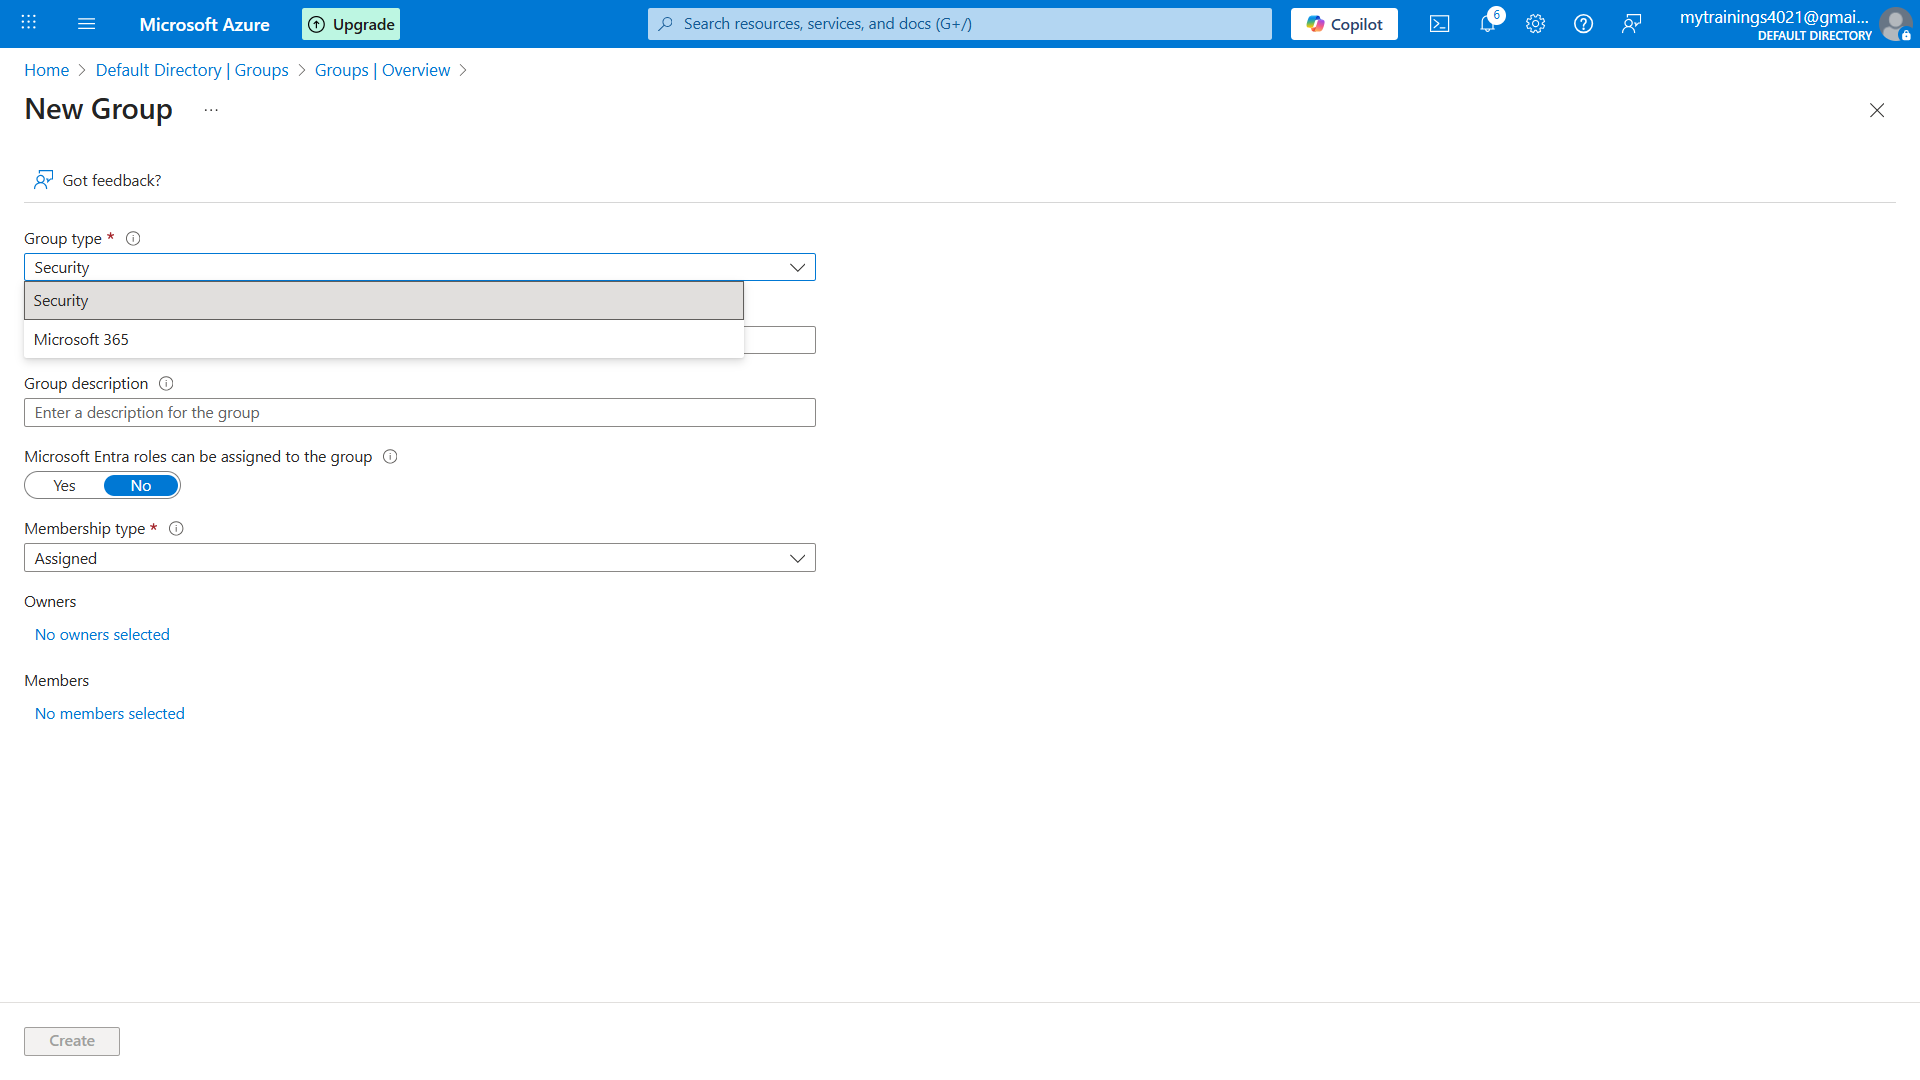 Microsoft Azure
Upgrade
Search resources, services, and docs (G+/)
Copilot
6
mytrainings4021@gmai...
DEFAULT DIRECTORY
Home > Default Directory | Groups > Groups | Overview >
New Group ...
Got feedback?
Group type *
Security
Security
Microsoft 365
Group description
Enter a description for the group
Microsoft Entra roles can be assigned to the group
Yes No
Membership type *
Assigned
Owners
No owners selected
Members
No members selected
Create